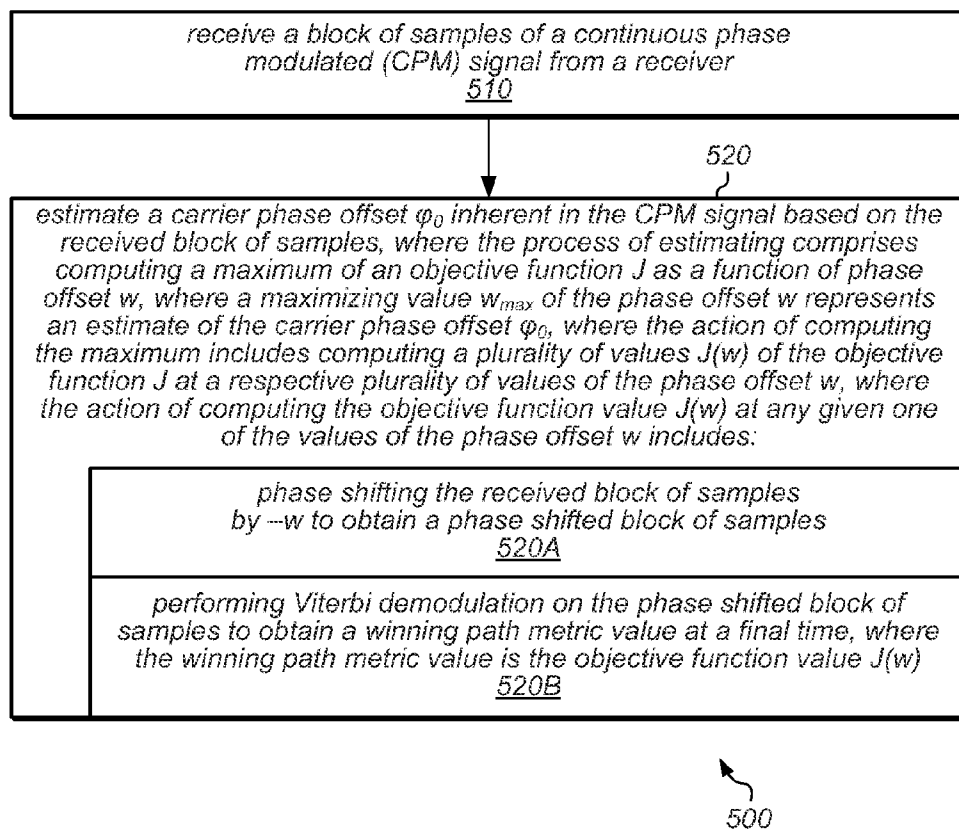 receive a block of samples of a continuous phase
modulated (CPM) signal from a receiver
510
520
estimate a carrier phase offset φ₀ inherent in the CPM signal based on the
received block of samples, where the process of estimating comprises
computing a maximum of an objective function J as a function of phase
offset w, where a maximizing value wmax of the phase offset w represents
an estimate of the carrier phase offset φ₀, where the action of computing
the maximum includes computing a plurality of values J(w) of the objective
function J at a respective plurality of values of the phase offset w, where
the action of computing the objective function value J(w) at any given one
of the values of the phase offset w includes:
phase shifting the received block of samples
by –w to obtain a phase shifted block of samples
520A
performing Viterbi demodulation on the phase shifted block of
samples to obtain a winning path metric value at a final time, where
the winning path metric value is the objective function value J(w)
520B
500